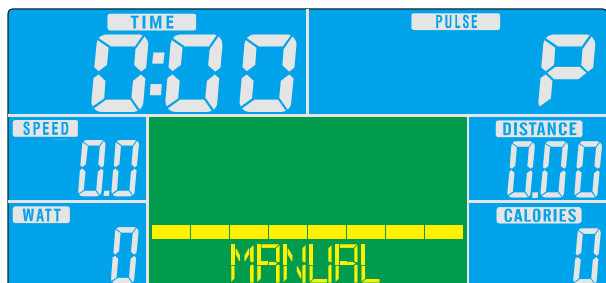 TIME PULSE
0:00 P
SPEED DISTANCE
0.0 0.00
WATT CALORIES
0 MANUAL 0